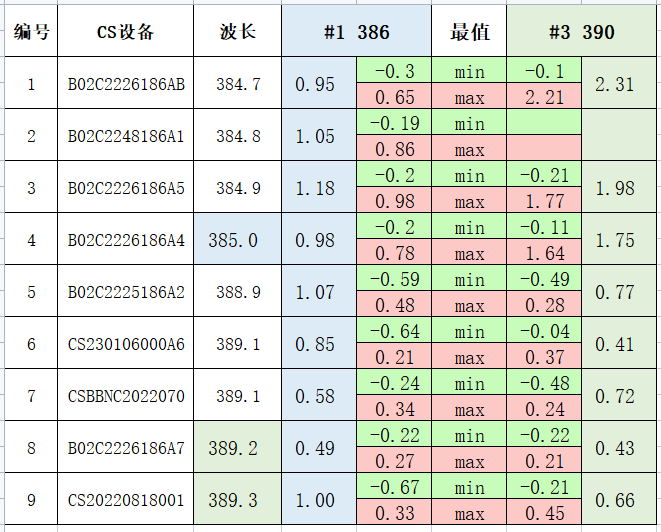 编号 CS设备 波长 #1 386 最值 #3 390
1 B02C2226186AB 384.7 0.95 -0.3 min -0.1 2.31
0.65 max 2.21
2 B02C2248186A1 384.8 1.05 -0.19 min
0.86 max
3 B02C2226186A5 384.9 1.18 -0.2 min -0.21 1.98
0.98 max 1.77
4 B02C2226186A4 385.0 0.98 -0.2 min -0.11 1.75
0.78 max 1.64
5 B02C2225186A2 388.9 1.07 -0.59 min -0.49 0.77
0.48 max 0.28
6 CS230106000A6 389.1 0.85 -0.64 min -0.04 0.41
0.21 max 0.37
7 CSBBNC2022070 389.1 0.58 -0.24 min -0.48 0.72
0.34 max 0.24
8 B02C2226186A7 389.2 0.49 -0.22 min -0.22 0.43
0.27 max 0.21
9 CS20220818001 389.3 1.00 -0.67 min -0.21 0.66
0.33 max 0.45